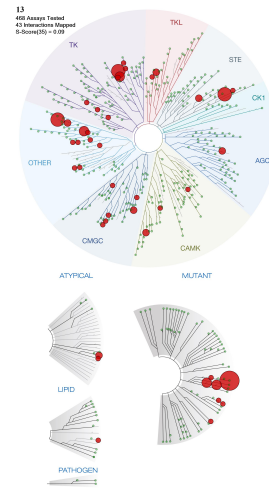 13
468 Assays Tested
43 Interactions Mapped
S-Score(35) = 0.09
TKL
TK
STE
CK1
OTHER
AGC
CMGC
CAMK
ATYPICAL
MUTANT
LIPID
PATHOGEN